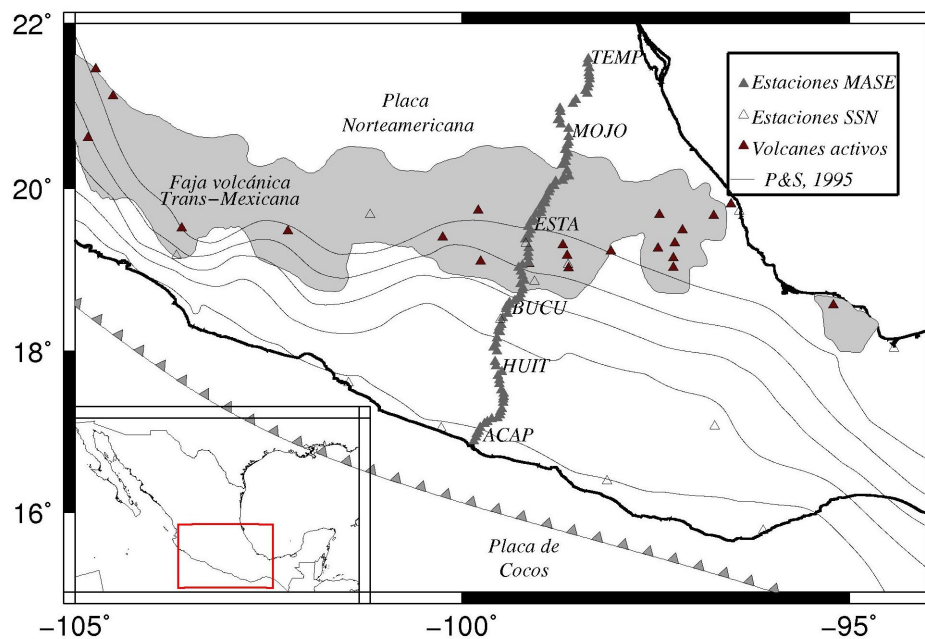 22°
20°
18°
16°
-105°
-100°
-95°
TEMP
MOJO
ESTA
BUCU
HUIT
ACAP
Placa
Norteamericana
Faja volcánica
Trans-Mexicana
Placa de
Cocos
Estaciones MASE
Estaciones SSN
Volcanes activos
P&S, 1995